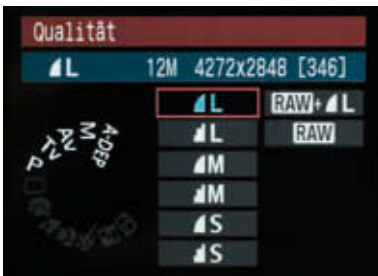 Qualität
L 12M 4272x2848 [346]
L RAW+L
L RAW
M
M
S
S
P Tv Av M A-DEP